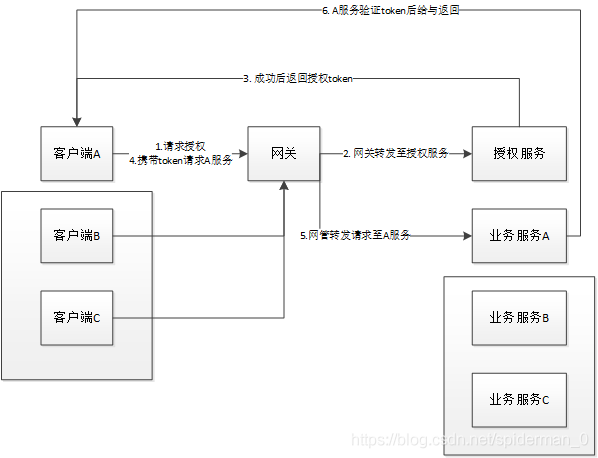 6. A服务验证token后给与返回
3. 成功后返回授权token
客户端A
1.请求授权
4.携带token请求A服务
网关
2. 网关转发至授权服务
授权服务
客户端B
5.网管转发请求至A服务
业务服务A
客户端C
业务服务B
业务服务C
https://blog.csdn.net/spiderman_0